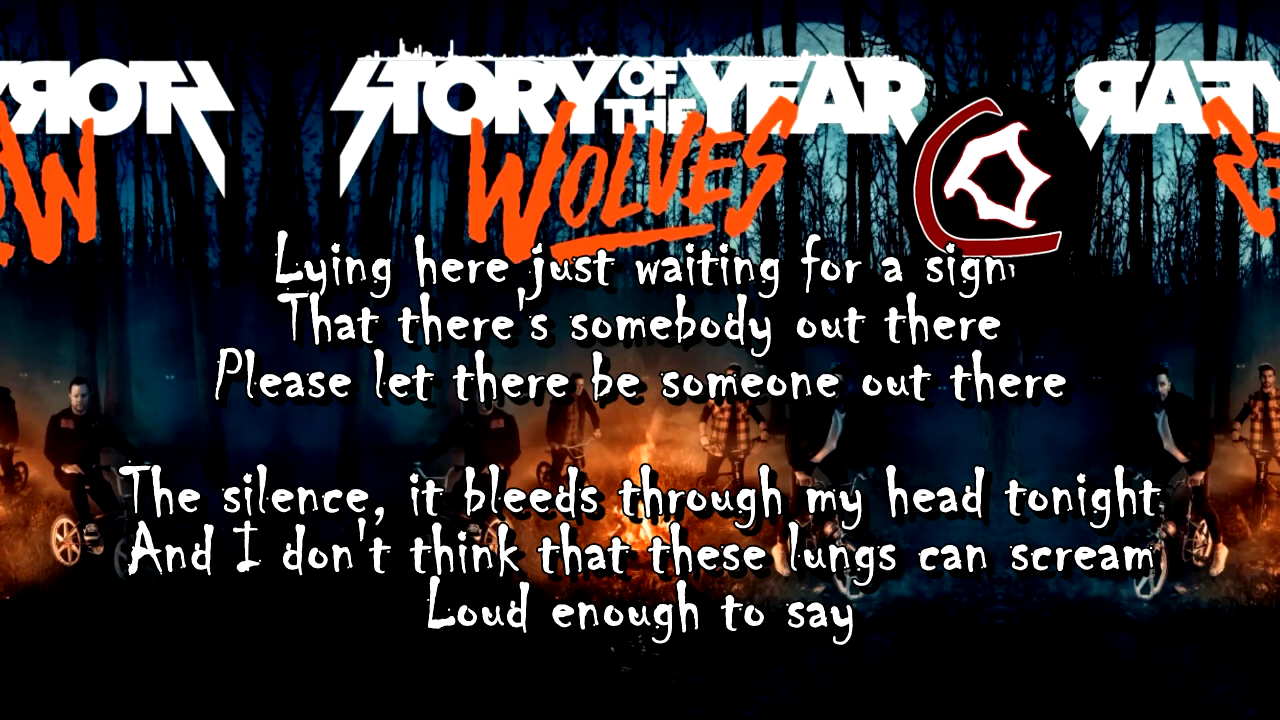 STORY OF THE YEAR
WOLVES
Lying here just waiting for a sign
That there's somebody out there
Please let there be someone out there
The silence, it bleeds through my head tonight
And I don't think that these lungs can scream
Loud enough to say